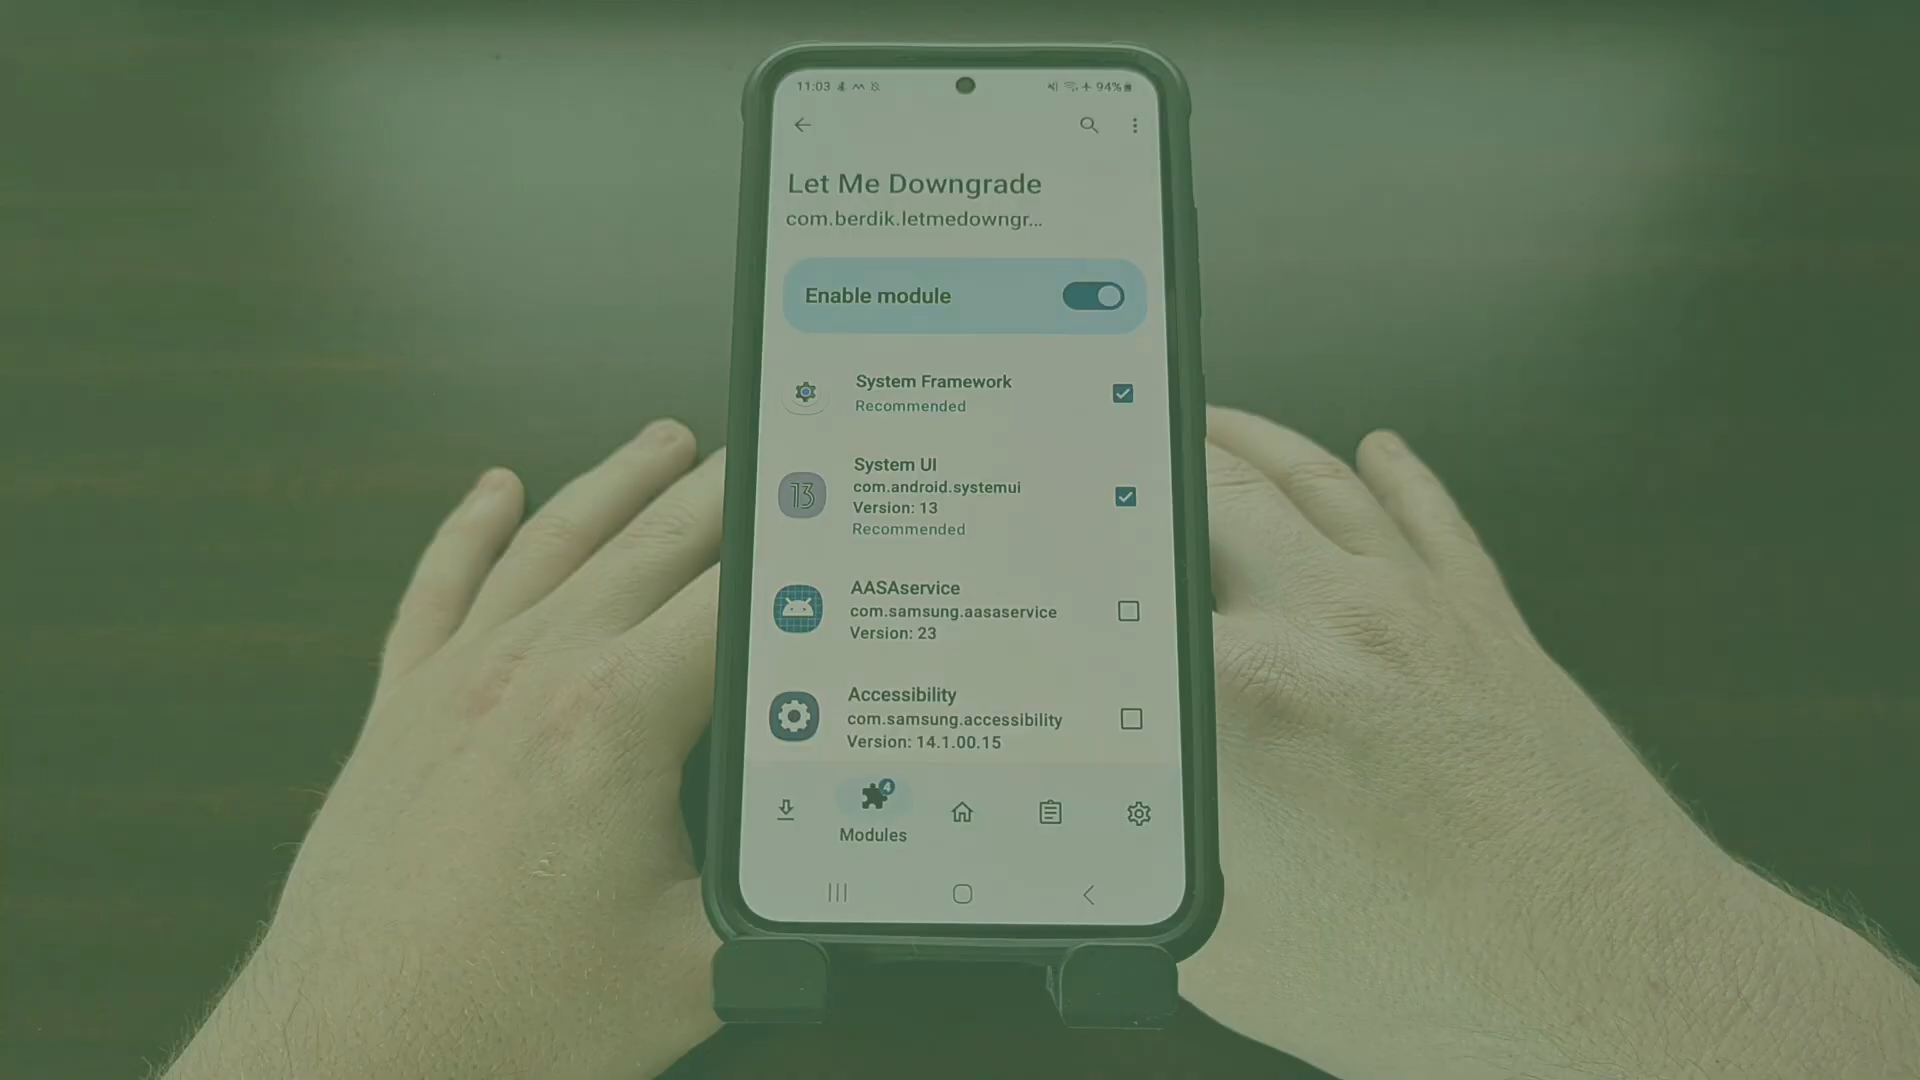 11:03 94%
Let Me Downgrade
com.berdik.letmedowngr...
Enable module
System Framework
Recommended
13
System UI
com.android.systemui
Version: 13
Recommended
AASAservice
com.samsung.aasaservice
Version: 23
Accessibility
com.samsung.accessibility
Version: 14.1.00.15
4
Modules